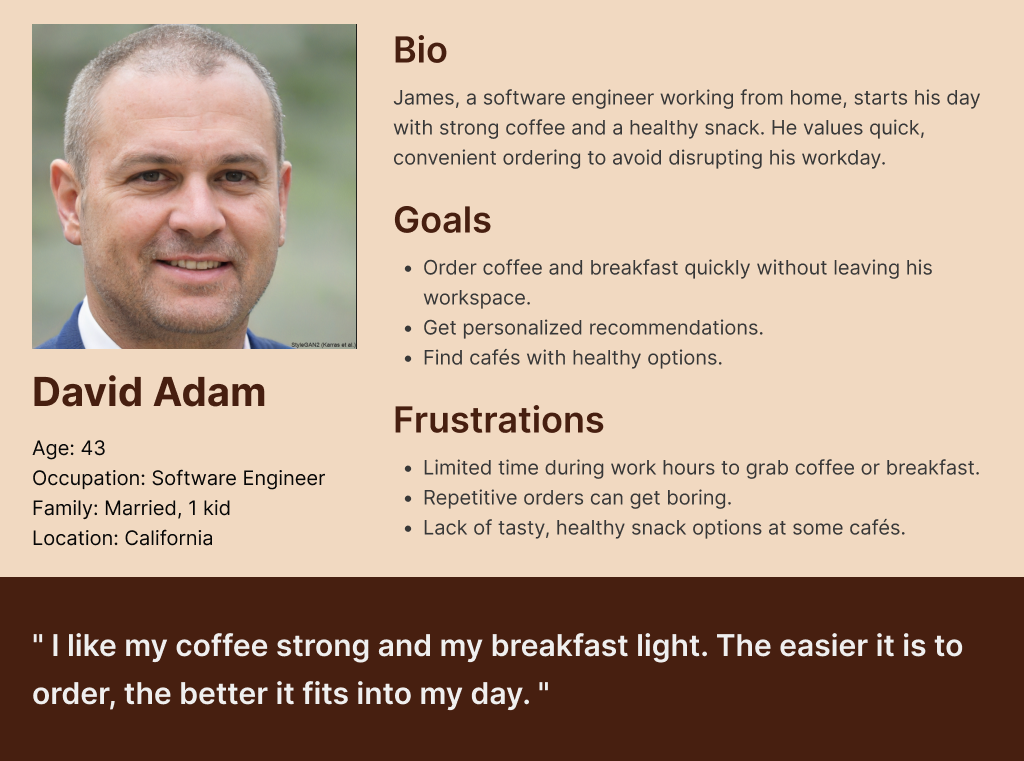 Bio
James, a software engineer working from home, starts his day
with strong coffee and a healthy snack. He values quick,
convenient ordering to avoid disrupting his workday.
Goals
• Order coffee and breakfast quickly without leaving his
workspace.
• Get personalized recommendations.
• Find cafés with healthy options.
Frustrations
• Limited time during work hours to grab coffee or breakfast.
• Repetitive orders can get boring.
• Lack of tasty, healthy snack options at some cafés.
StyleGAN2 (Karras et al.)
David Adam
Age: 43
Occupation: Software Engineer
Family: Married, 1 kid
Location: California
" I like my coffee strong and my breakfast light. The easier it is to
order, the better it fits into my day. "